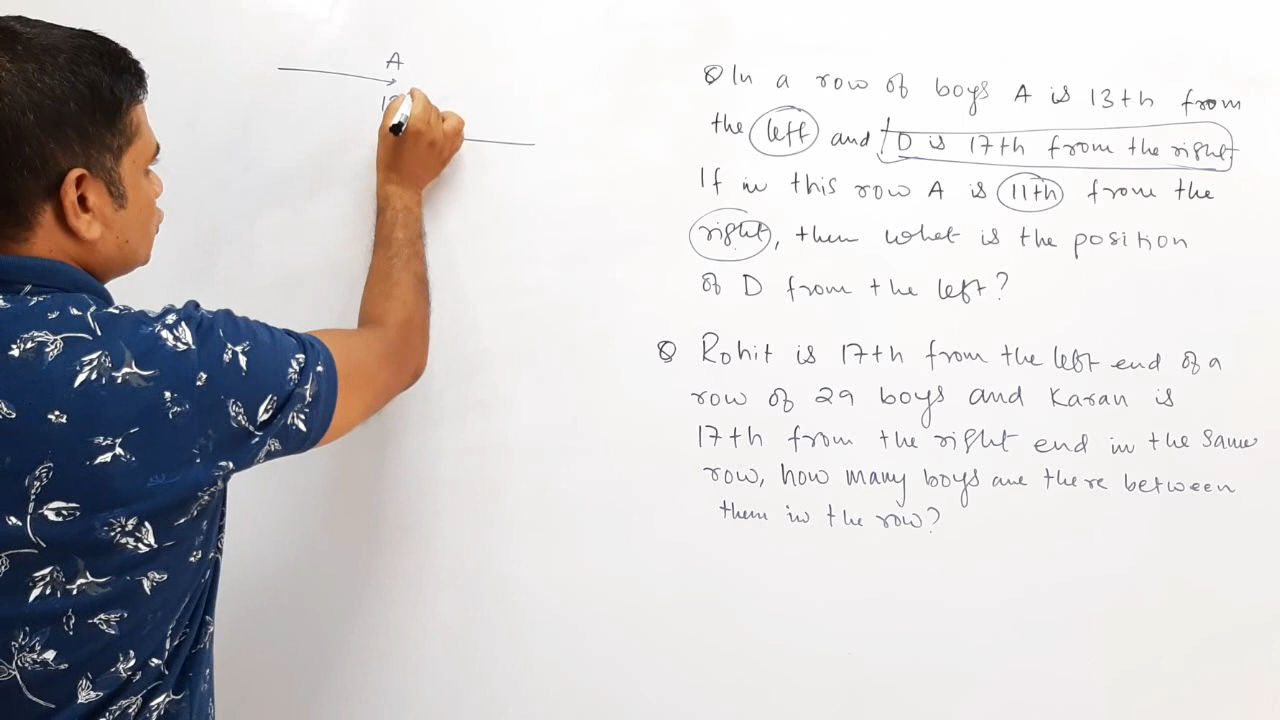 A
Q In a row of boys A is 13th from
the left and D is 17th from the right
If in this row A is 11th from the
right, then what is the position
of D from the left?
Q Rohit is 17th from the left end of a
row of 29 boys and Karan is
17th from the right end in the same
row, how many boys are there between
them in the row?